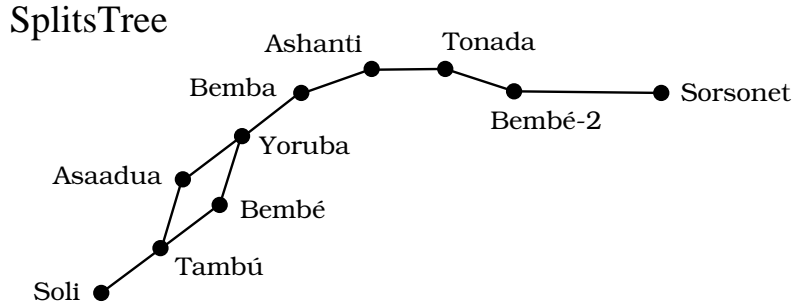 SplitsTree
Ashanti
Tonada
Bemba
Sorsonet
Bembé-2
Yoruba
Asaadua
Bembé
Tambú
Soli